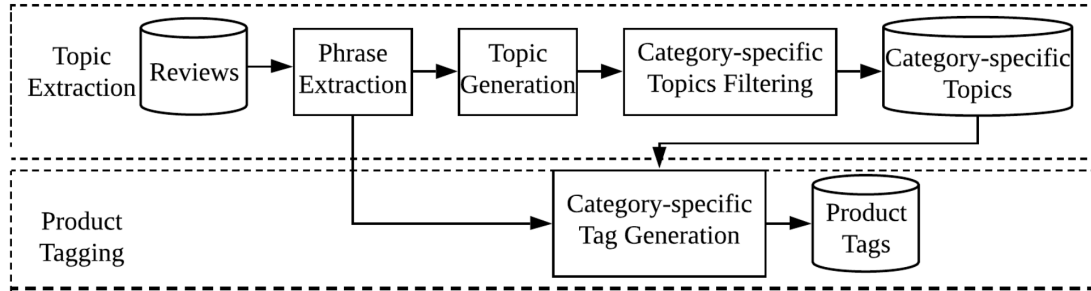 Topic
Extraction
Reviews
Phrase
Extraction
Topic
Generation
Category-specific
Topics Filtering
Category-specific
Topics
Product
Tagging
Category-specific
Tag Generation
Product
Tags